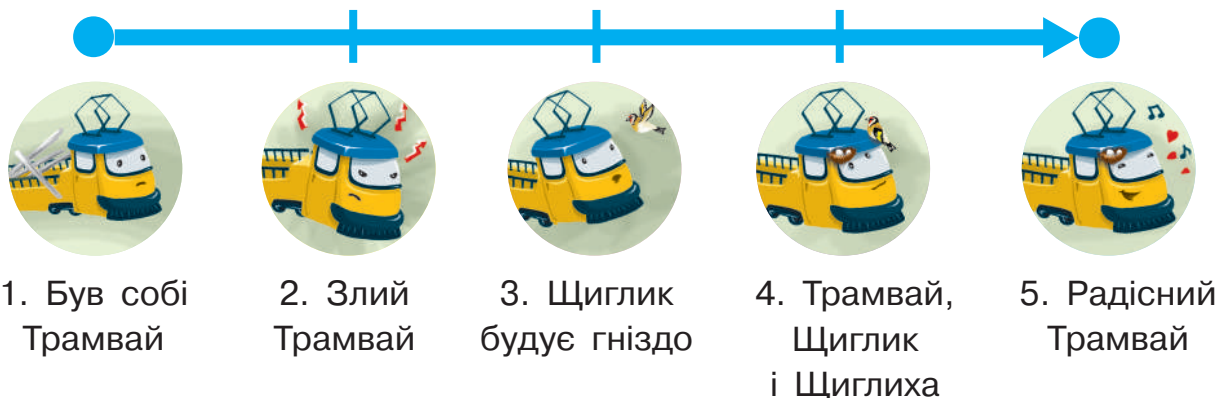 1. Був собі
Трамвай
2. Злий
Трамвай
3. Щиглик
будує гніздо
4. Трамвай,
Щиглик
і Щиглиха
5. Радісний
Трамвай